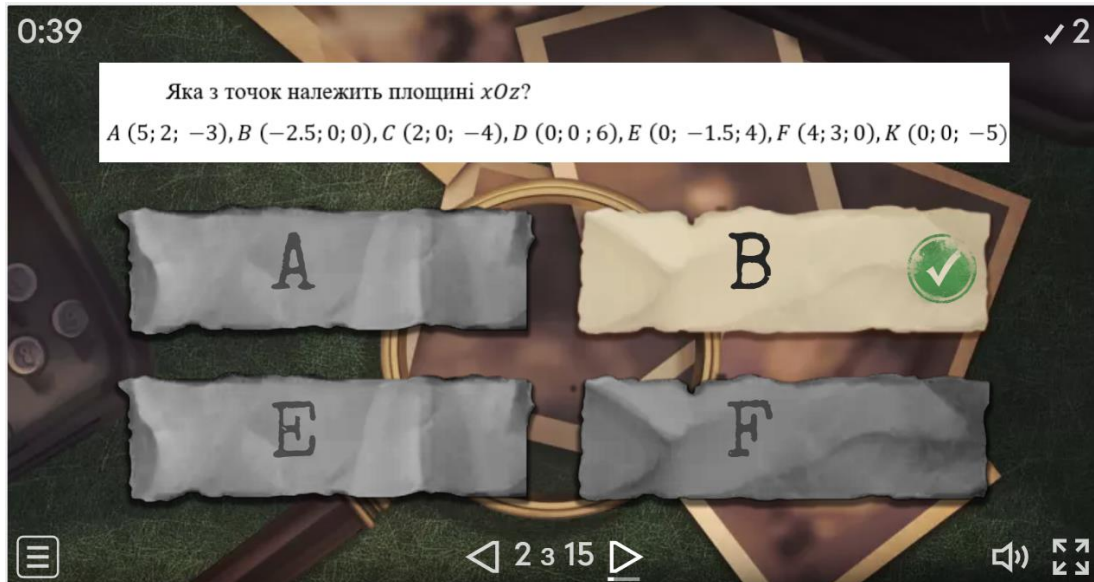 0:39
✓ 2
Яка з точок належить площині xOz?
A (5; 2; −3), B (−2.5; 0; 0), C (2; 0; −4), D (0; 0 ; 6), E (0; −1.5; 4), F (4; 3; 0), K (0; 0; −5)
A
B
E
F
2 з 15